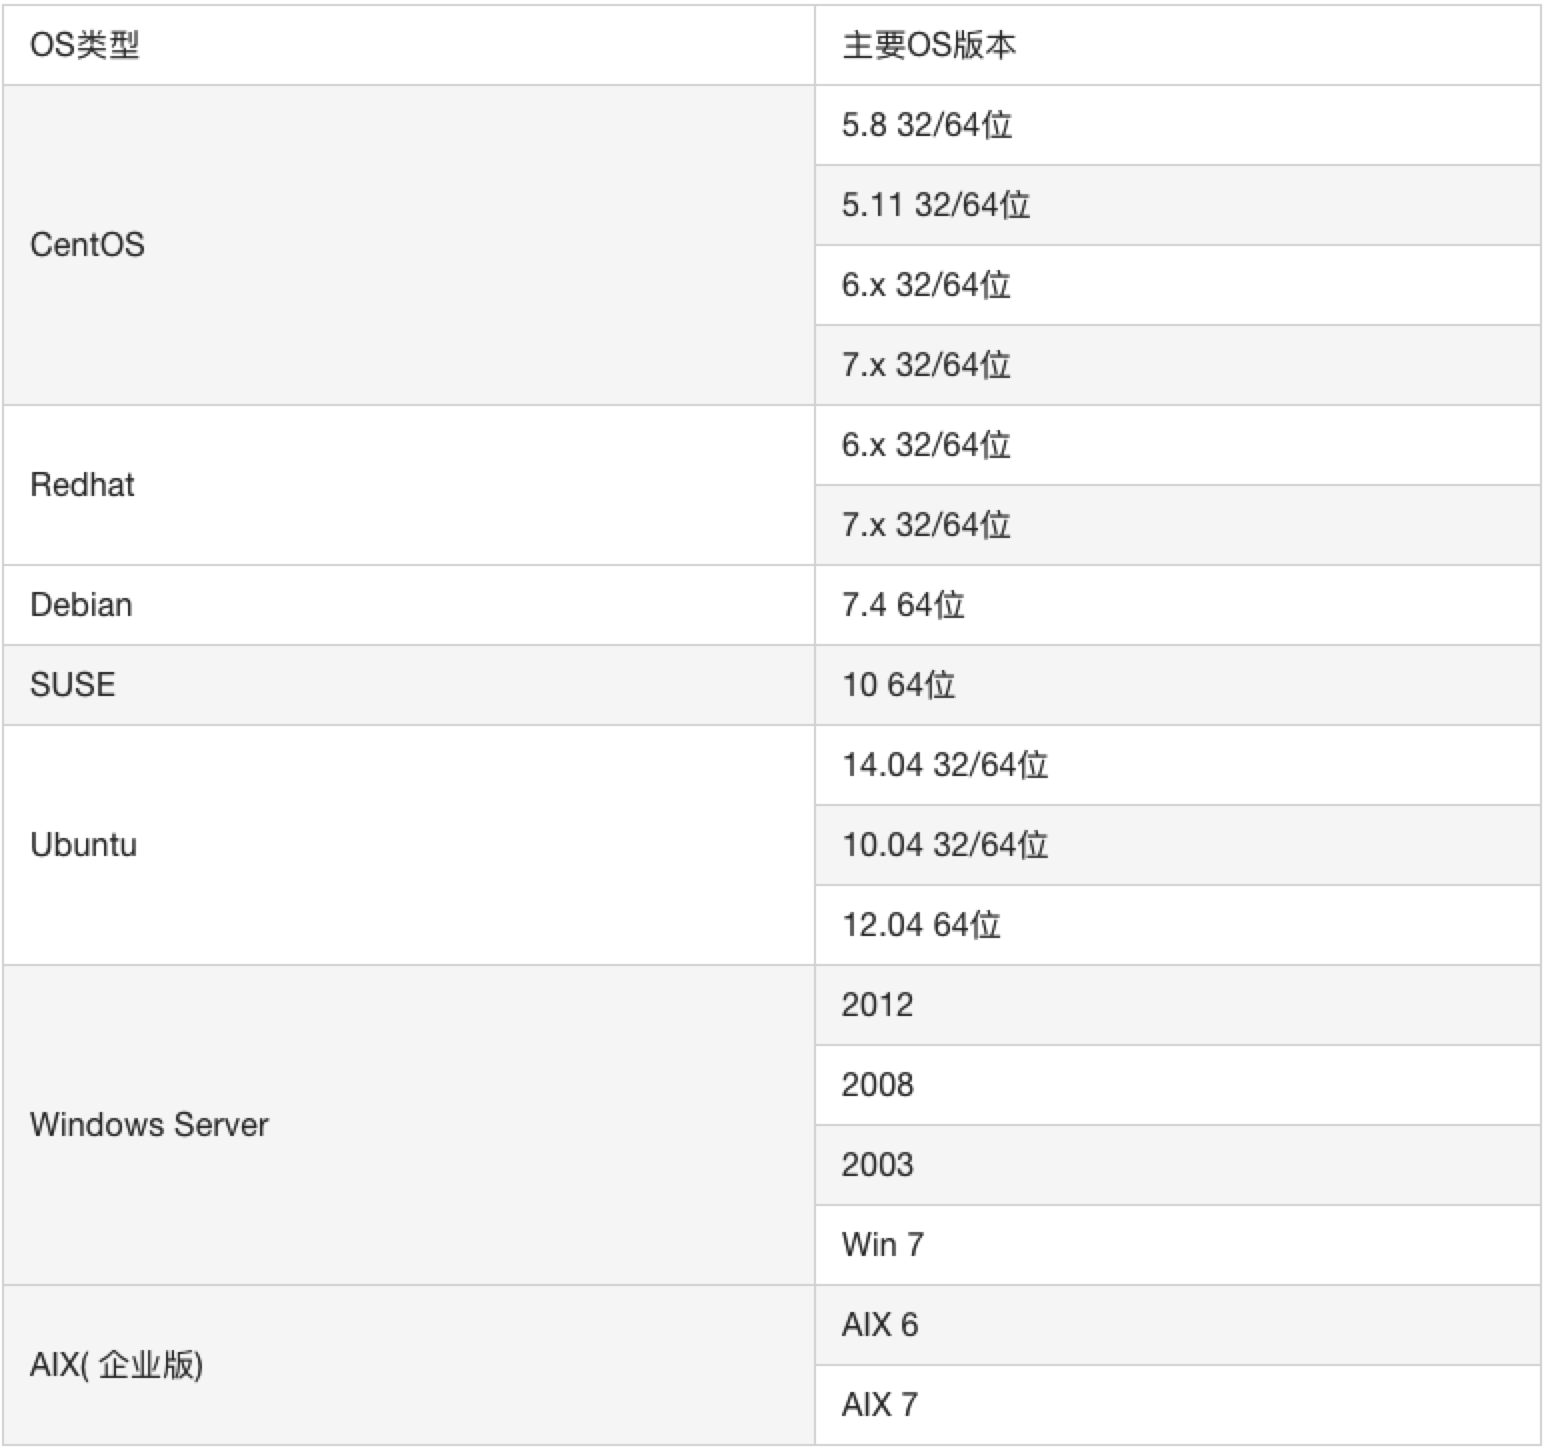 OS类型
主要OS版本
CentOS
5.8 32/64位
5.11 32/64位
6.x 32/64位
7.x 32/64位
Redhat
6.x 32/64位
7.x 32/64位
Debian
7.4 64位
SUSE
10 64位
Ubuntu
14.04 32/64位
10.04 32/64位
12.04 64位
Windows Server
2012
2008
2003
Win 7
AIX( 企业版)
AIX 6
AIX 7